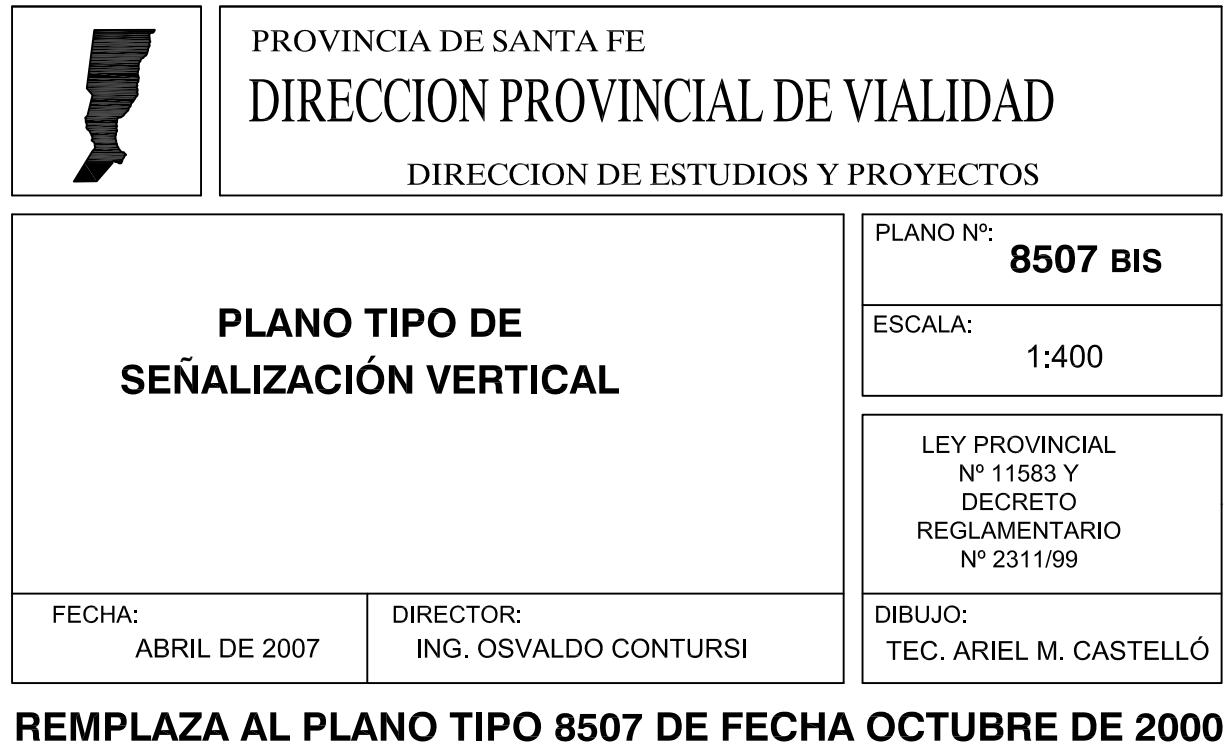 PROVINCIA DE SANTA FE
DIRECCION PROVINCIAL DE VIALIDAD
DIRECCION DE ESTUDIOS Y PROYECTOS
PLANO TIPO DE
SEÑALIZACIÓN VERTICAL
PLANO Nº:
8507 BIS
ESCALA:
1:400
LEY PROVINCIAL
Nº 11583 Y
DECRETO
REGLAMENTARIO
Nº 2311/99
FECHA:
ABRIL DE 2007
DIRECTOR:
ING. OSVALDO CONTURSI
DIBUJO:
TEC. ARIEL M. CASTELLÓ
REMPLAZA AL PLANO TIPO 8507 DE FECHA OCTUBRE DE 2000